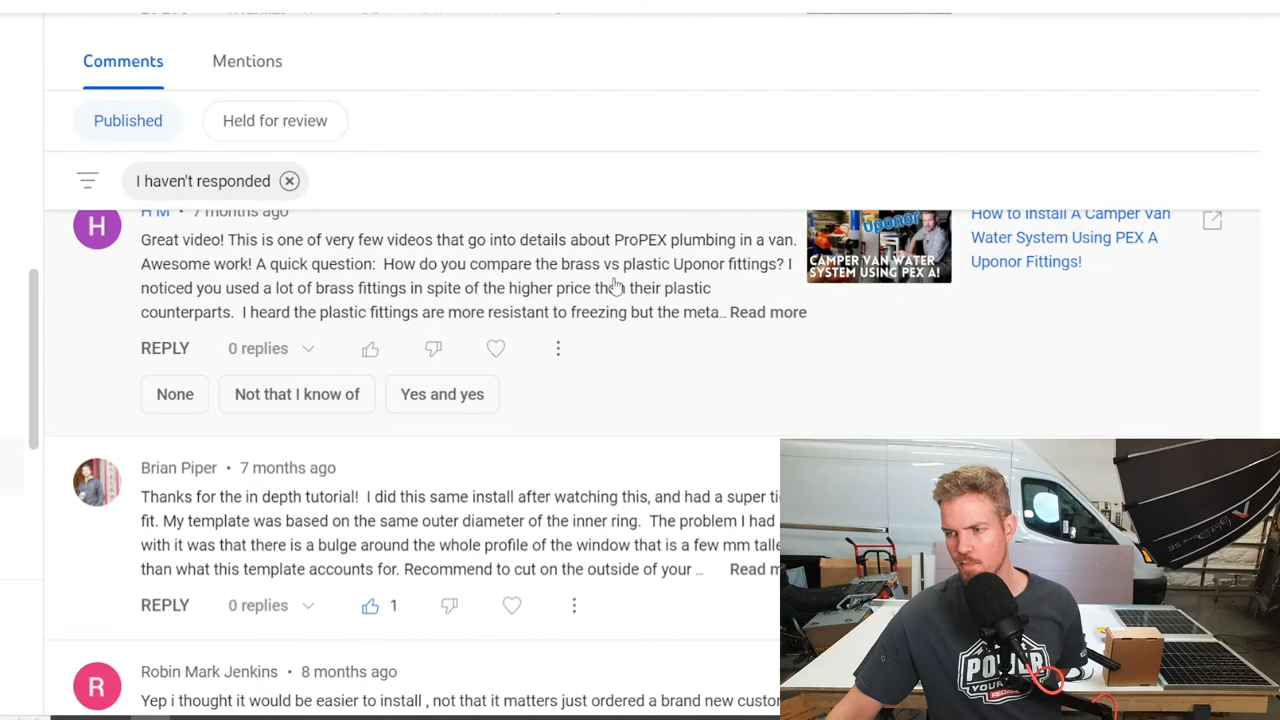 Comments Mentions
Published Held for review
I haven't responded
H M • 7 months ago
Great video! This is one of very few videos that go into details about ProPEX plumbing in a van.
Awesome work! A quick question: How do you compare the brass vs plastic Uponor fittings? I
noticed you used a lot of brass fittings in spite of the higher price then their plastic
counterparts. I heard the plastic fittings are more resistant to freezing but the meta... Read more
REPLY 0 replies
None Not that I know of Yes and yes
uponor
CAMPER VAN WATER
SYSTEM USING PEX A!
How to Install A Camper Van
Water System Using PEX A
Uponor Fittings!
Brian Piper • 7 months ago
Thanks for the in depth tutorial! I did this same install after watching this, and had a super ti
fit. My template was based on the same outer diameter of the inner ring. The problem I had
with it was that there is a bulge around the whole profile of the window that is a few mm talle
then what this template accounts for. Recommend to cut on the outside of your ... Read m
REPLY 0 replies 1
R
Robin Mark Jenkins • 8 months ago
Yep i thought it would be easier to install , not that it matters just ordered a brand new custo
H
POWER
YOUR